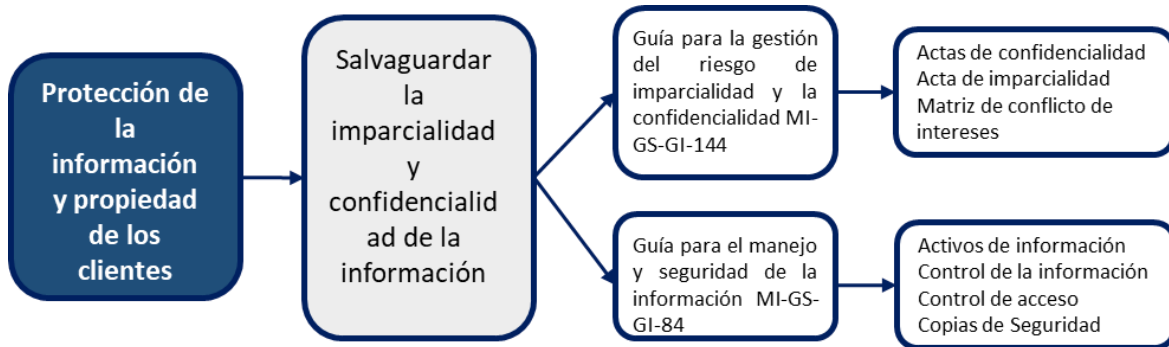 Protección de
la
información
y propiedad
de los
clientes
Salvaguardar
la
imparcialidad
y
confidencialid
ad de la
información
Guía para la gestión
del riesgo de
imparcialidad y la
confidencialidad MI-
GS-GI-144
Actas de confidencialidad
Acta de imparcialidad
Matriz de conflicto de
intereses
Guía para el manejo
y seguridad de la
información MI-GS-
GI-84
Activos de información
Control de la información
Control de acceso
Copias de Seguridad